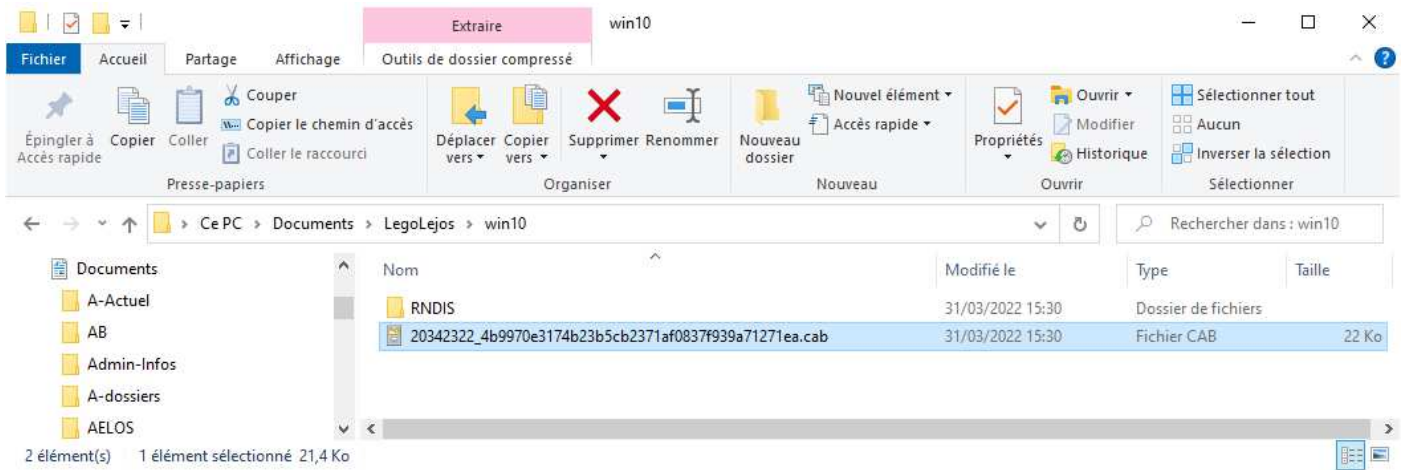 Extraire
win10
Fichier Accueil Partage Affichage Outils de dossier compressé
Épingler à Accès rapide
Copier
Coller
Couper
Copier le chemin d'accès
Coller le raccourci
Presse-papiers
Déplacer vers
Copier vers
Supprimer
Renommer
Organiser
Nouveau dossier
Nouvel élément
Accès rapide
Nouveau
Propriétés
Ouvrir
Modifier
Historique
Ouvrir
Sélectionner tout
Aucun
Inverser la sélection
Sélectionner
Ce PC > Documents > LegoLejos > win10
Rechercher dans : win10
Documents
A-Actuel
AB
Admin-Infos
A-dossiers
AELOS
Nom Modifié le Type Taille
RNDIS 31/03/2022 15:30 Dossier de fichiers
20342322_4b9970e3174b23b5cb2371af0837f939a71271ea.cab 31/03/2022 15:30 Fichier CAB 22 Ko
2 élément(s) 1 élément sélectionné 21,4 Ko